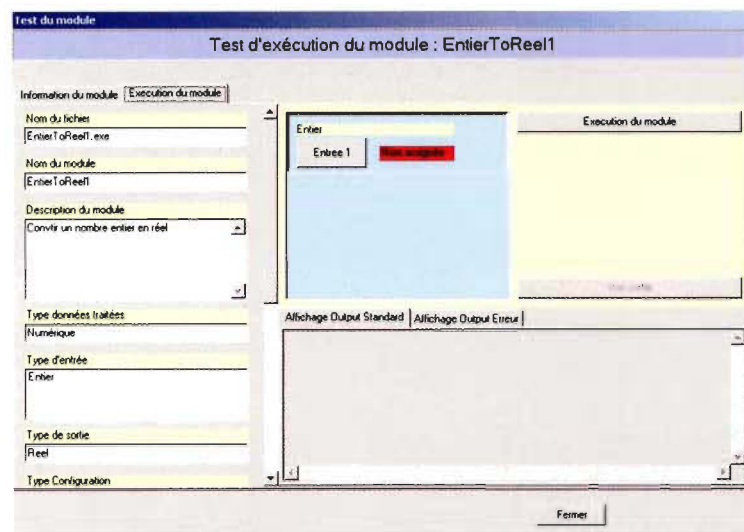 Test du module
Test d'exécution du module : EntierToReel1
Information du module
Execution du module
Nom du fichier
EntierToReel1.exe
Nom du module
EntierToReel1
Description du module
Convtir un nombre entier en réel
Type données traitées
Numérique
Type d'entrée
Entier
Type de sortie
Reel
Type Configuration
Entier
Entree 1
Non assignée
Execution du module
Affichage Output Standard
Affichage Output Erreur
Fermer